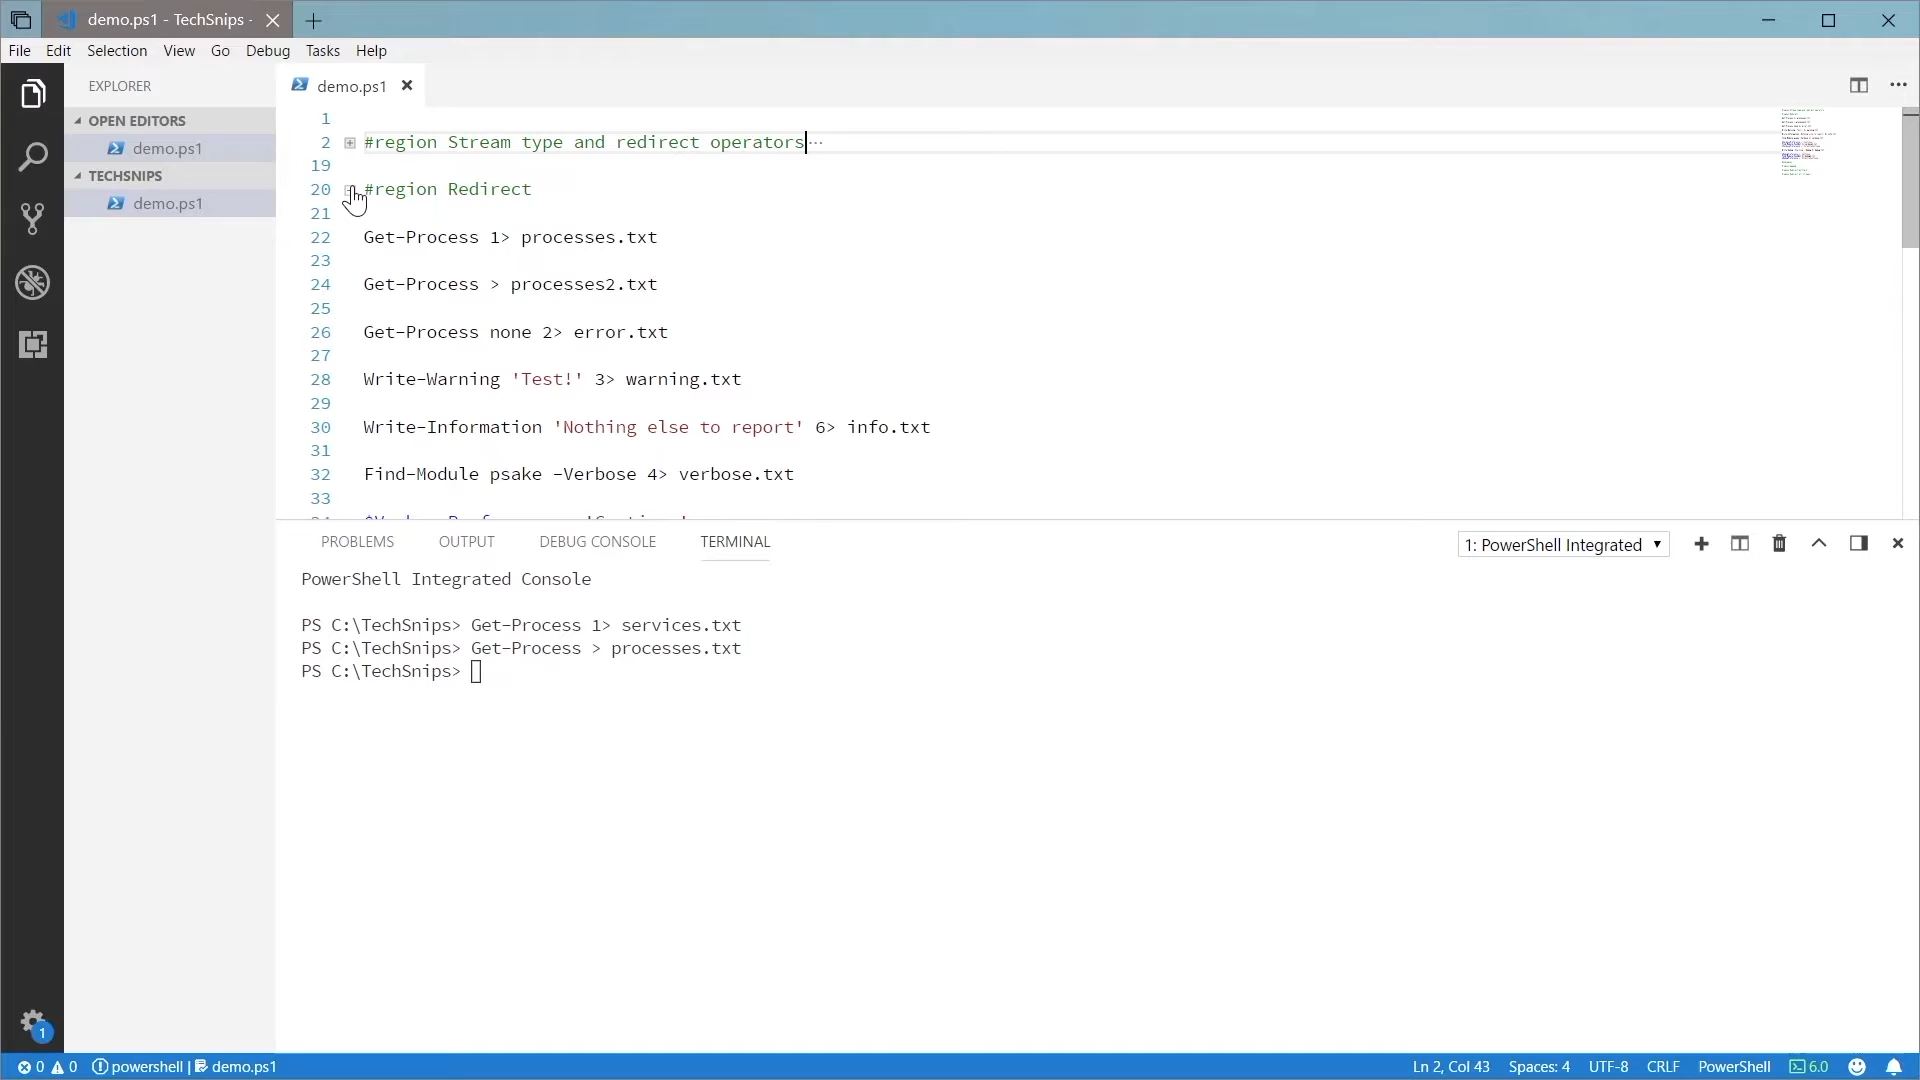 demo.ps1 - TechSnips -
File Edit Selection View Go Debug Tasks Help
EXPLORER
OPEN EDITORS
demo.ps1
TECHSNIPS
demo.ps1
demo.ps1
1
2 #region Stream type and redirect operators···
19
20 #region Redirect
21
22 Get-Process 1> processes.txt
23
24 Get-Process > processes2.txt
25
26 Get-Process none 2> error.txt
27
28 Write-Warning 'Test!' 3> warning.txt
29
30 Write-Information 'Nothing else to report' 6> info.txt
31
32 Find-Module psake -Verbose 4> verbose.txt
33
PROBLEMS OUTPUT DEBUG CONSOLE TERMINAL
1: PowerShell Integrated
PowerShell Integrated Console
PS C:\TechSnips> Get-Process 1> services.txt
PS C:\TechSnips> Get-Process > processes.txt
PS C:\TechSnips>
1
0 0 powershell | demo.ps1
Ln 2, Col 43 Spaces: 4 UTF-8 CRLF PowerShell 6.0